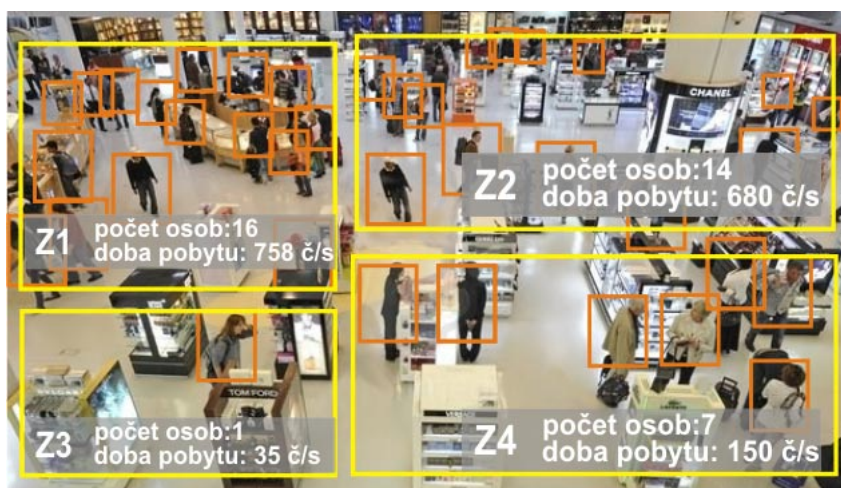 CHANEL
Z1
počet osob:16
doba pobytu: 758 č/s
Z2
počet osob:14
doba pobytu: 680 č/s
Z3
počet osob:1
doba pobytu: 35 č/s
TOM FORD
Z4
počet osob:7
doba pobytu: 150 č/s